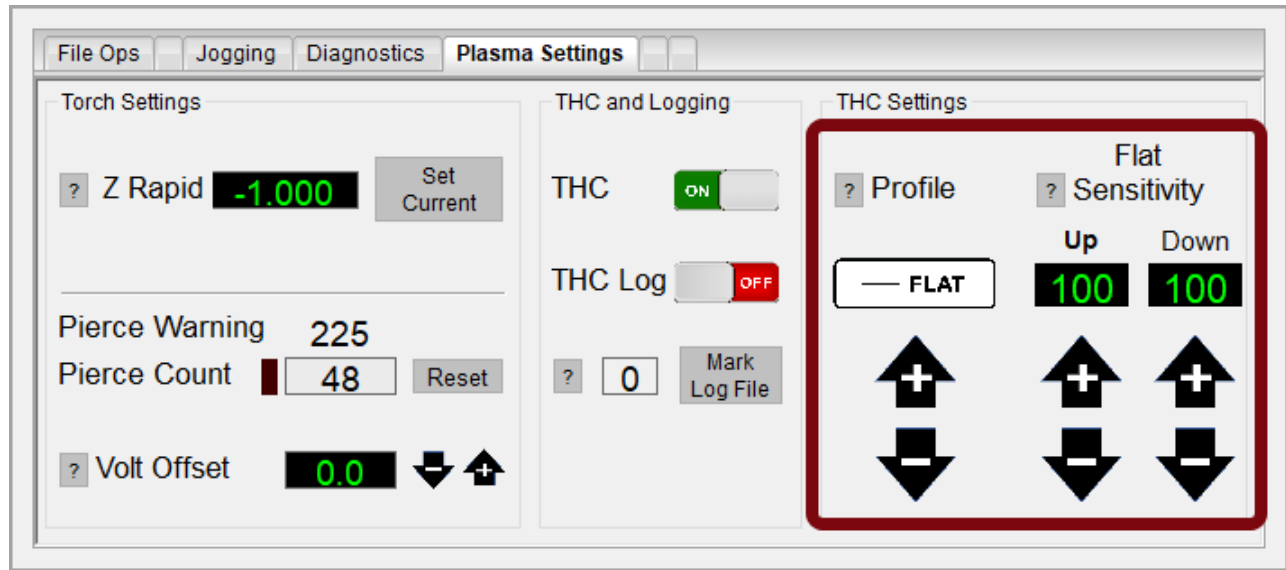 File Ops
Jogging
Diagnostics
Plasma Settings
Torch Settings
? Z Rapid -1.000
Set
Current
Pierce Warning 225
Pierce Count 48 Reset
? Volt Offset 0.0 - +
THC and Logging
THC ON
THC Log OFF
? 0
Mark
Log File
THC Settings
? Profile
— FLAT
+
-
Flat
? Sensitivity
Up Down
100 100
+ +
- -